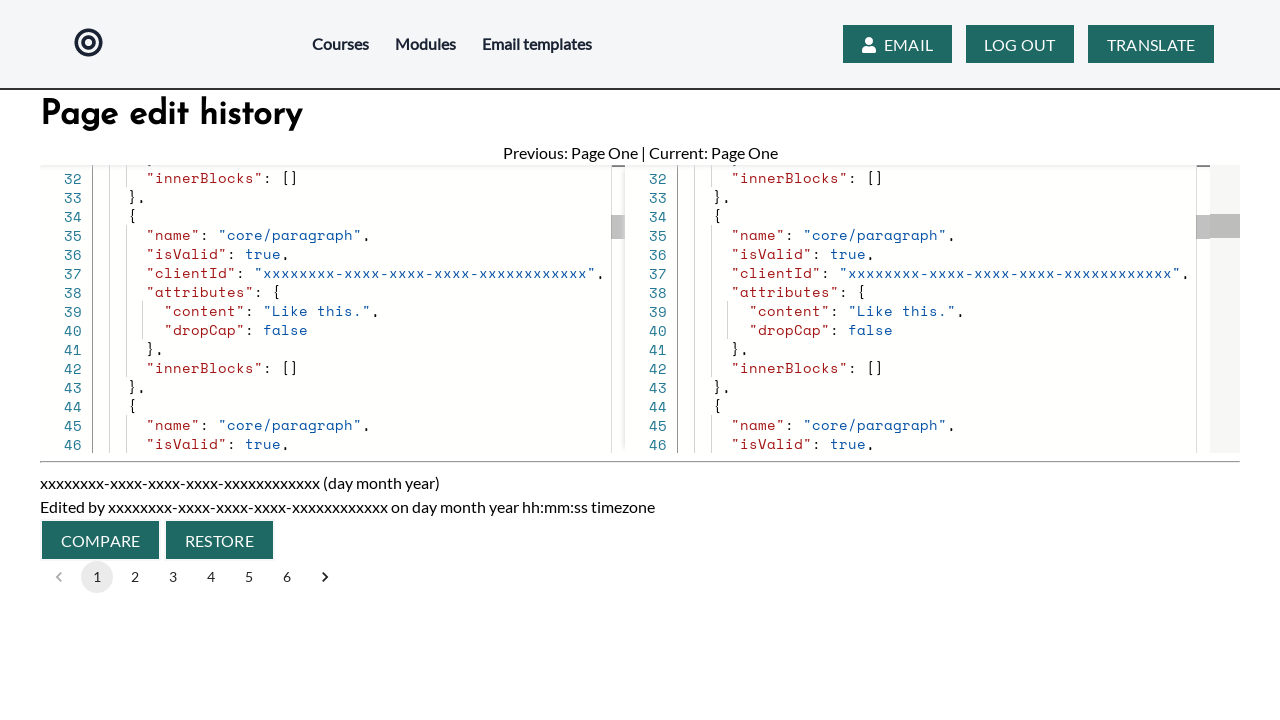 Courses Modules Email templates EMAIL LOG OUT TRANSLATE
Page edit history
Previous: Page One | Current: Page One
32 "innerBlocks": []
33 },
34 {
35 "name": "core/paragraph",
36 "isValid": true,
37 "clientId": "xxxxxxxx-xxxx-xxxx-xxxx-xxxxxxxxxxxx",
38 "attributes": {
39 "content": "Like this.",
40 "dropCap": false
41 },
42 "innerBlocks": []
43 },
44 {
45 "name": "core/paragraph",
46 "isValid": true,
32 "innerBlocks": []
33 },
34 {
35 "name": "core/paragraph",
36 "isValid": true,
37 "clientId": "xxxxxxxx-xxxx-xxxx-xxxx-xxxxxxxxxxxx",
38 "attributes": {
39 "content": "Like this.",
40 "dropCap": false
41 },
42 "innerBlocks": []
43 },
44 {
45 "name": "core/paragraph",
46 "isValid": true,
xxxxxxxx-xxxx-xxxx-xxxx-xxxxxxxxxxxx (day month year)
Edited by xxxxxxxx-xxxx-xxxx-xxxx-xxxxxxxxxxxx on day month year hh:mm:ss timezone
COMPARE RESTORE
1 2 3 4 5 6